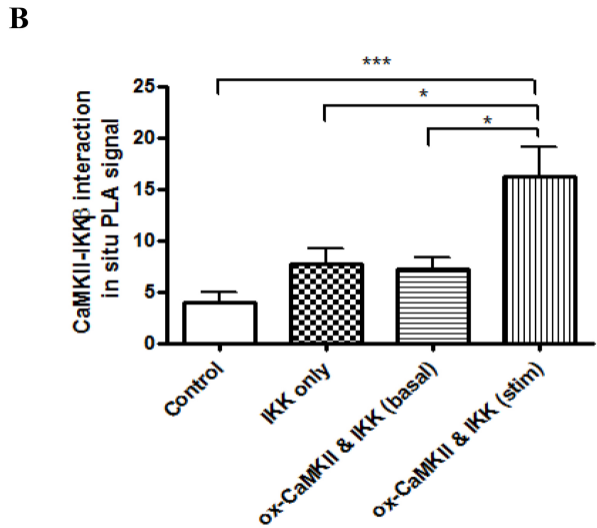 B
***
*
*
CaMKII-IKKβ interaction
in situ PLA signal
25
20
15
10
5
0
Control
IKK only
ox-CaMKII & IKK (basal)
ox-CaMKII & IKK (stim)